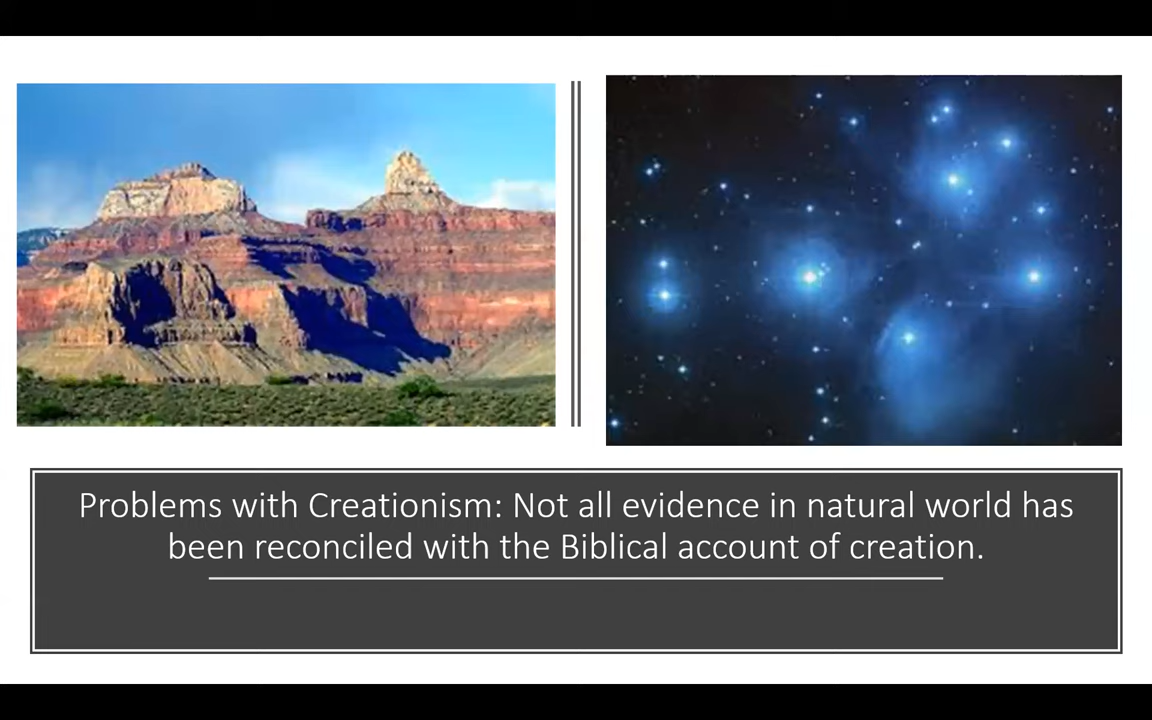 Problems with Creationism: Not all evidence in natural world has
been reconciled with the Biblical account of creation.